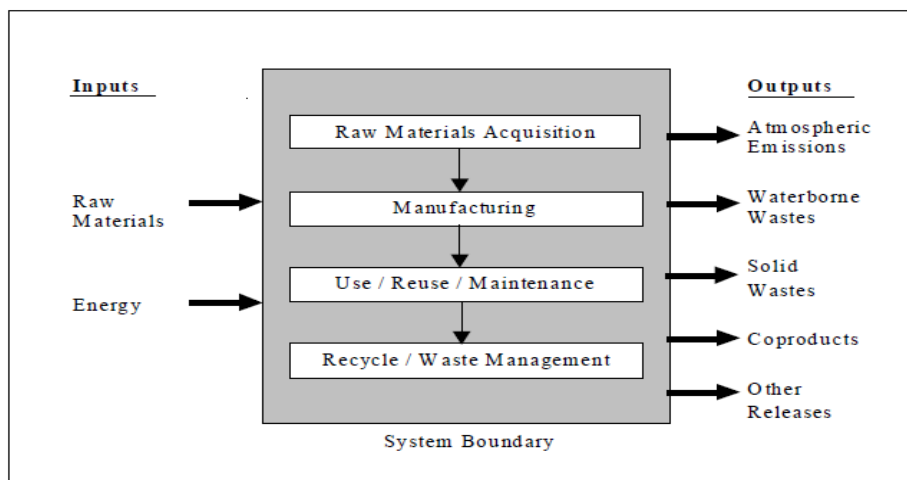 Inputs
Outputs
Raw Materials Acquisition
Atmospheric
Emissions
Raw
Materials
Manufacturing
Waterborne
Wastes
Energy
Use / Reuse / Maintenance
Solid
Wastes
Recycle / Waste Management
Coproducts
Other
Releases
System Boundary